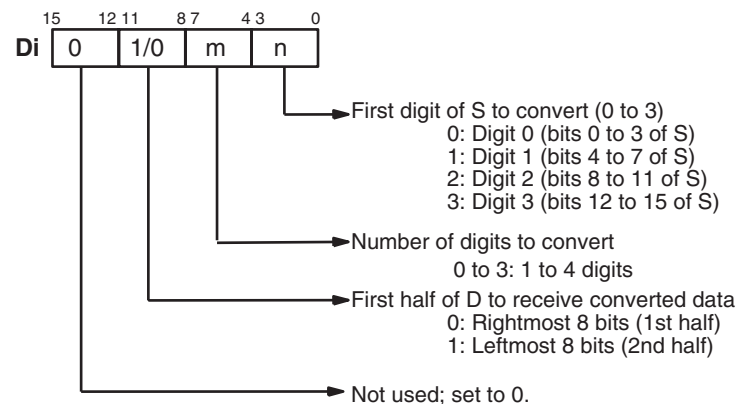 15 12 11 8 7 4 3 0
Di 0 1/0 m n
First digit of S to convert (0 to 3)
0: Digit 0 (bits 0 to 3 of S)
1: Digit 1 (bits 4 to 7 of S)
2: Digit 2 (bits 8 to 11 of S)
3: Digit 3 (bits 12 to 15 of S)
Number of digits to convert
0 to 3: 1 to 4 digits
First half of D to receive converted data
0: Rightmost 8 bits (1st half)
1: Leftmost 8 bits (2nd half)
Not used; set to 0.